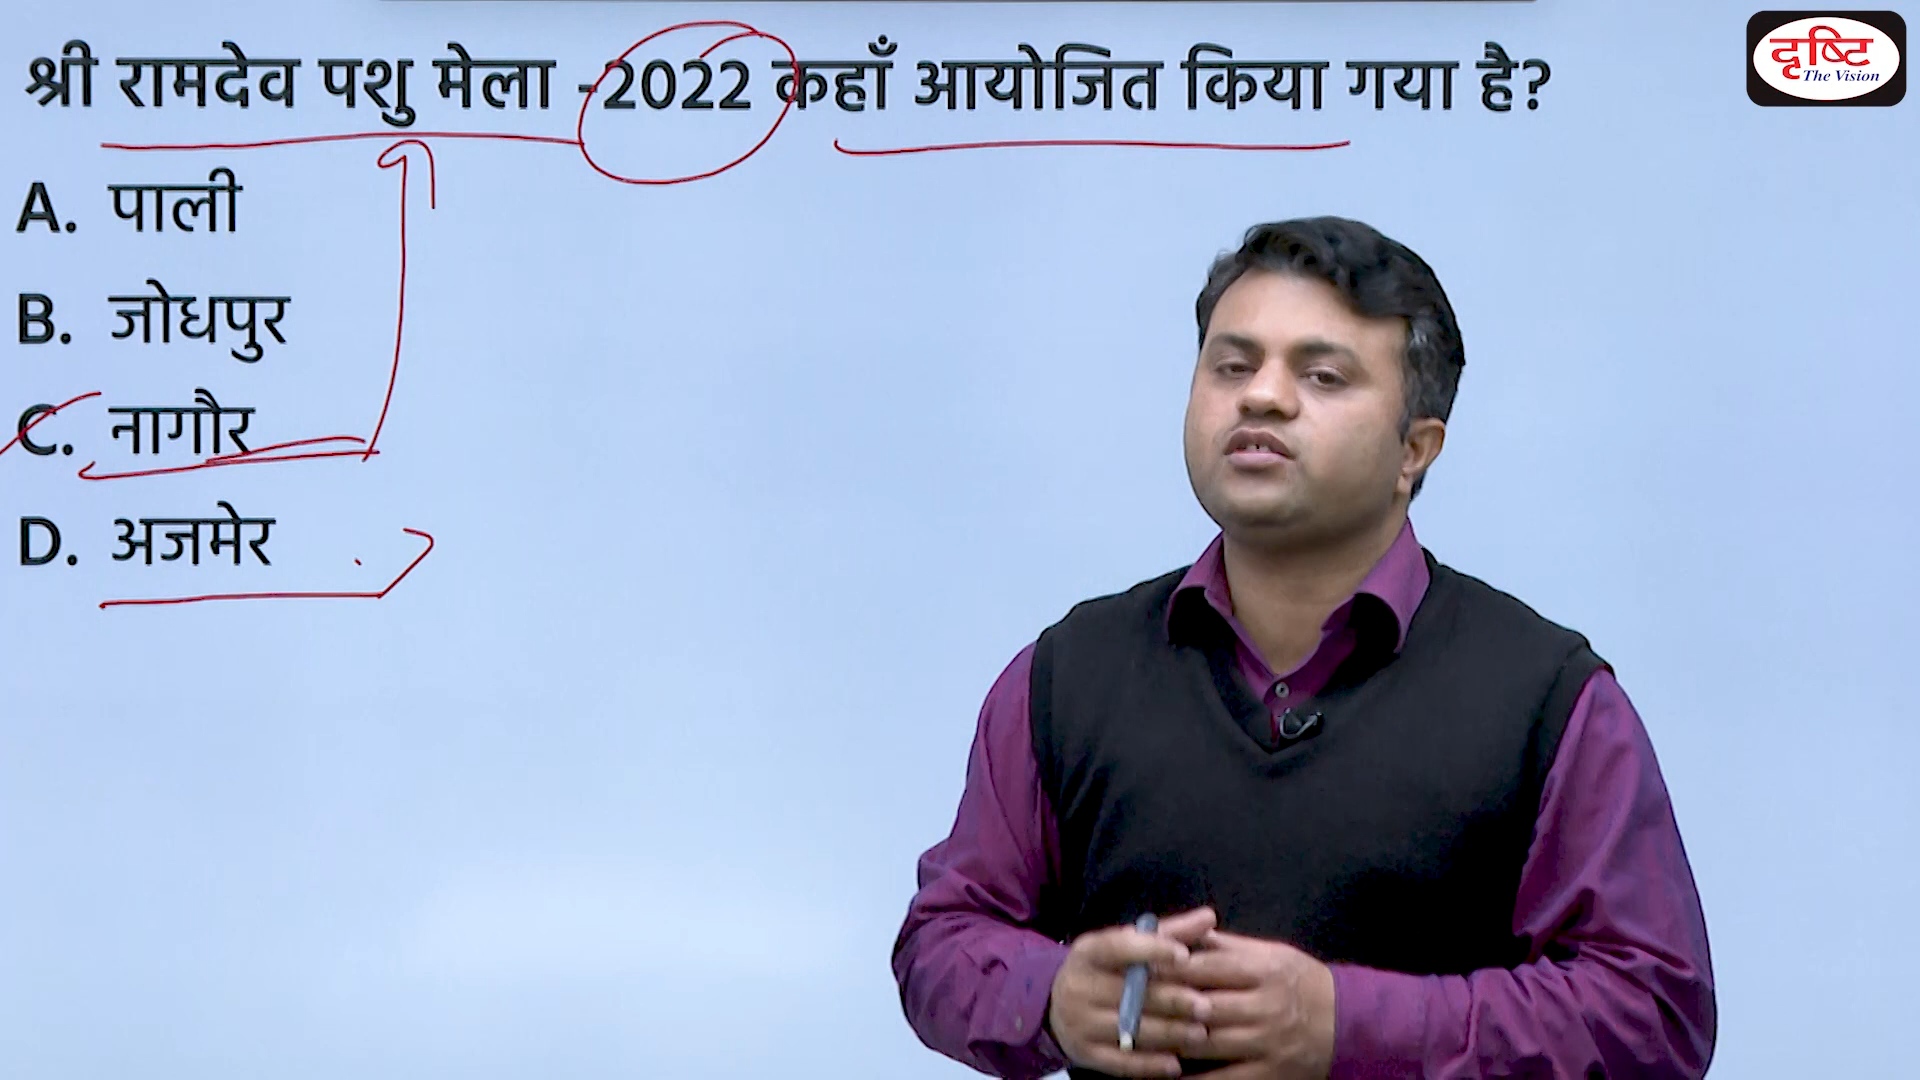 श्री रामदेव पशु मेला -2022 कहाँ आयोजित किया गया है?
A. पाली
B. जोधपुर
C. नागौर
D. अजमेर
दृष्टि
The Vision